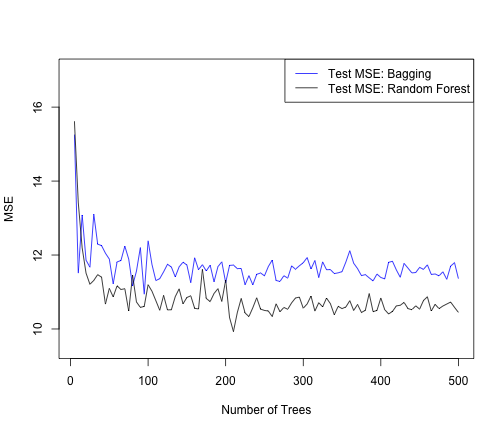 Test MSE: Bagging
Test MSE: Random Forest
16
14
12
10
MSE
0 100 200 300 400 500
Number of Trees